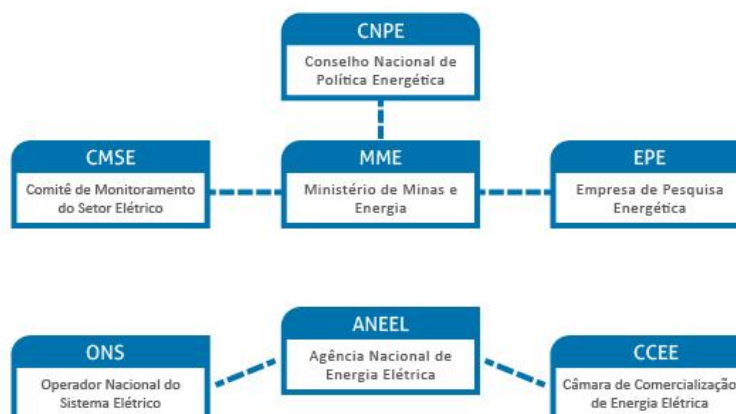 CNPE
Conselho Nacional de
Política Energética
CMSE
Comitê de Monitoramento
do Setor Elétrico
MME
Ministério de Minas e
Energia
EPE
Empresa de Pesquisa
Energética
ONS
Operador Nacional do
Sistema Elétrico
ANEEL
Agência Nacional de
Energia Elétrica
CCEE
Câmara de Comercialização
de Energia Elétrica